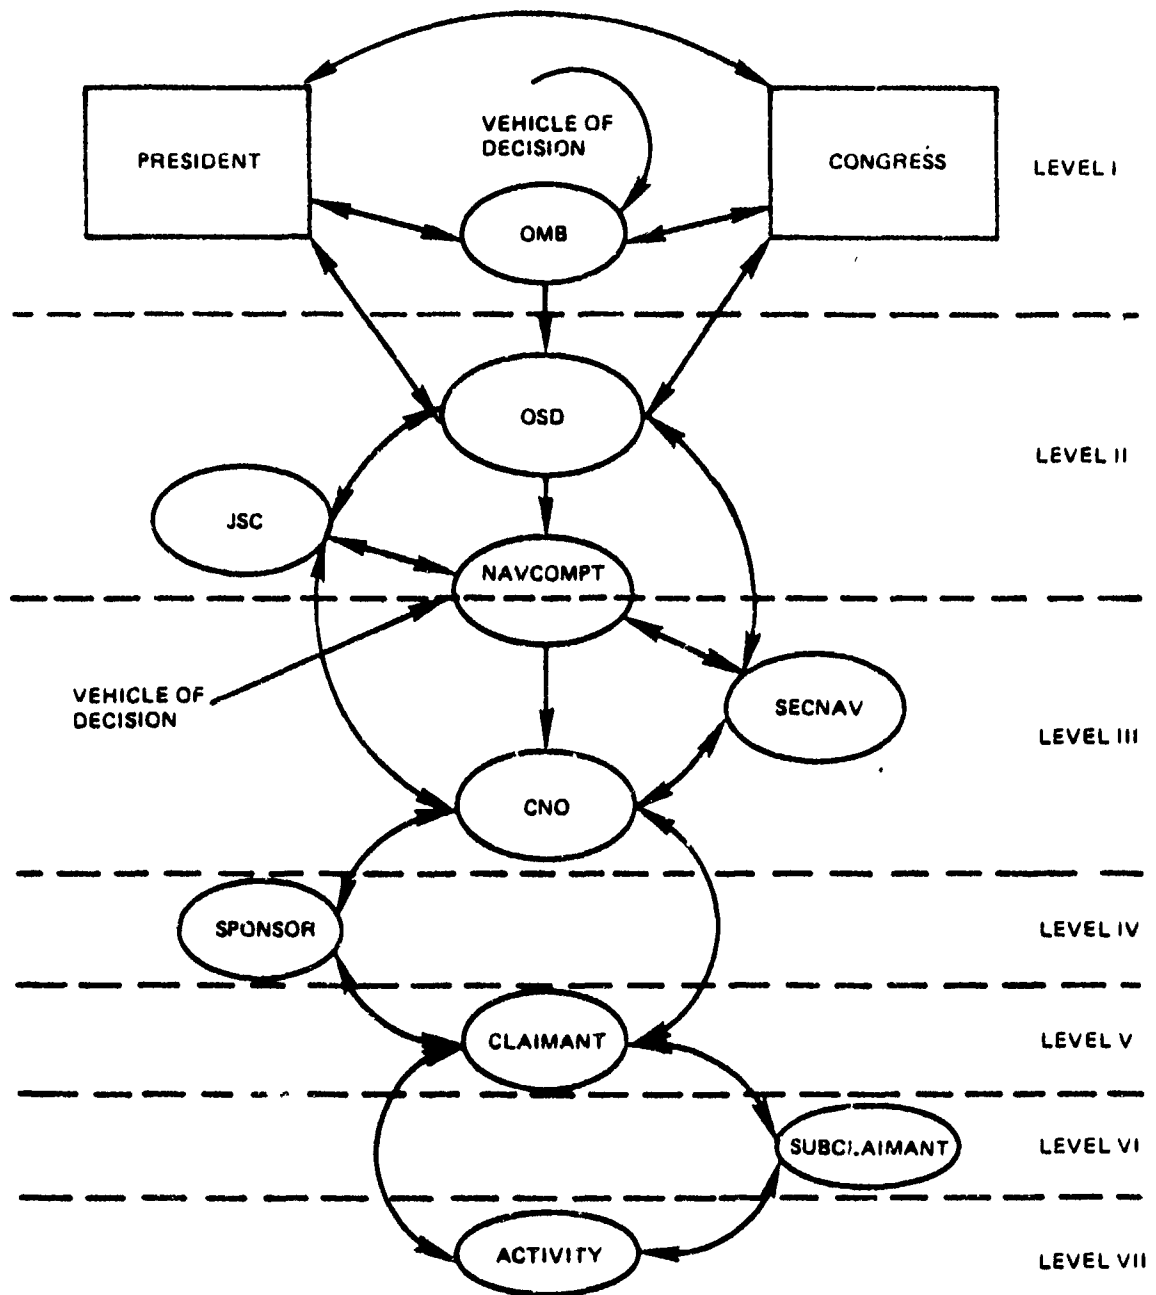 VEHICLE OF
DECISION
PRESIDENT
CONGRESS
LEVEL I
OMB
OSD
LEVEL II
JSC
NAVCOMPT
VEHICLE OF
DECISION
SECNAV
LEVEL III
CNO
SPONSOR
LEVEL IV
CLAIMANT
LEVEL V
SUBCLAIMANT
LEVEL VI
ACTIVITY
LEVEL VII